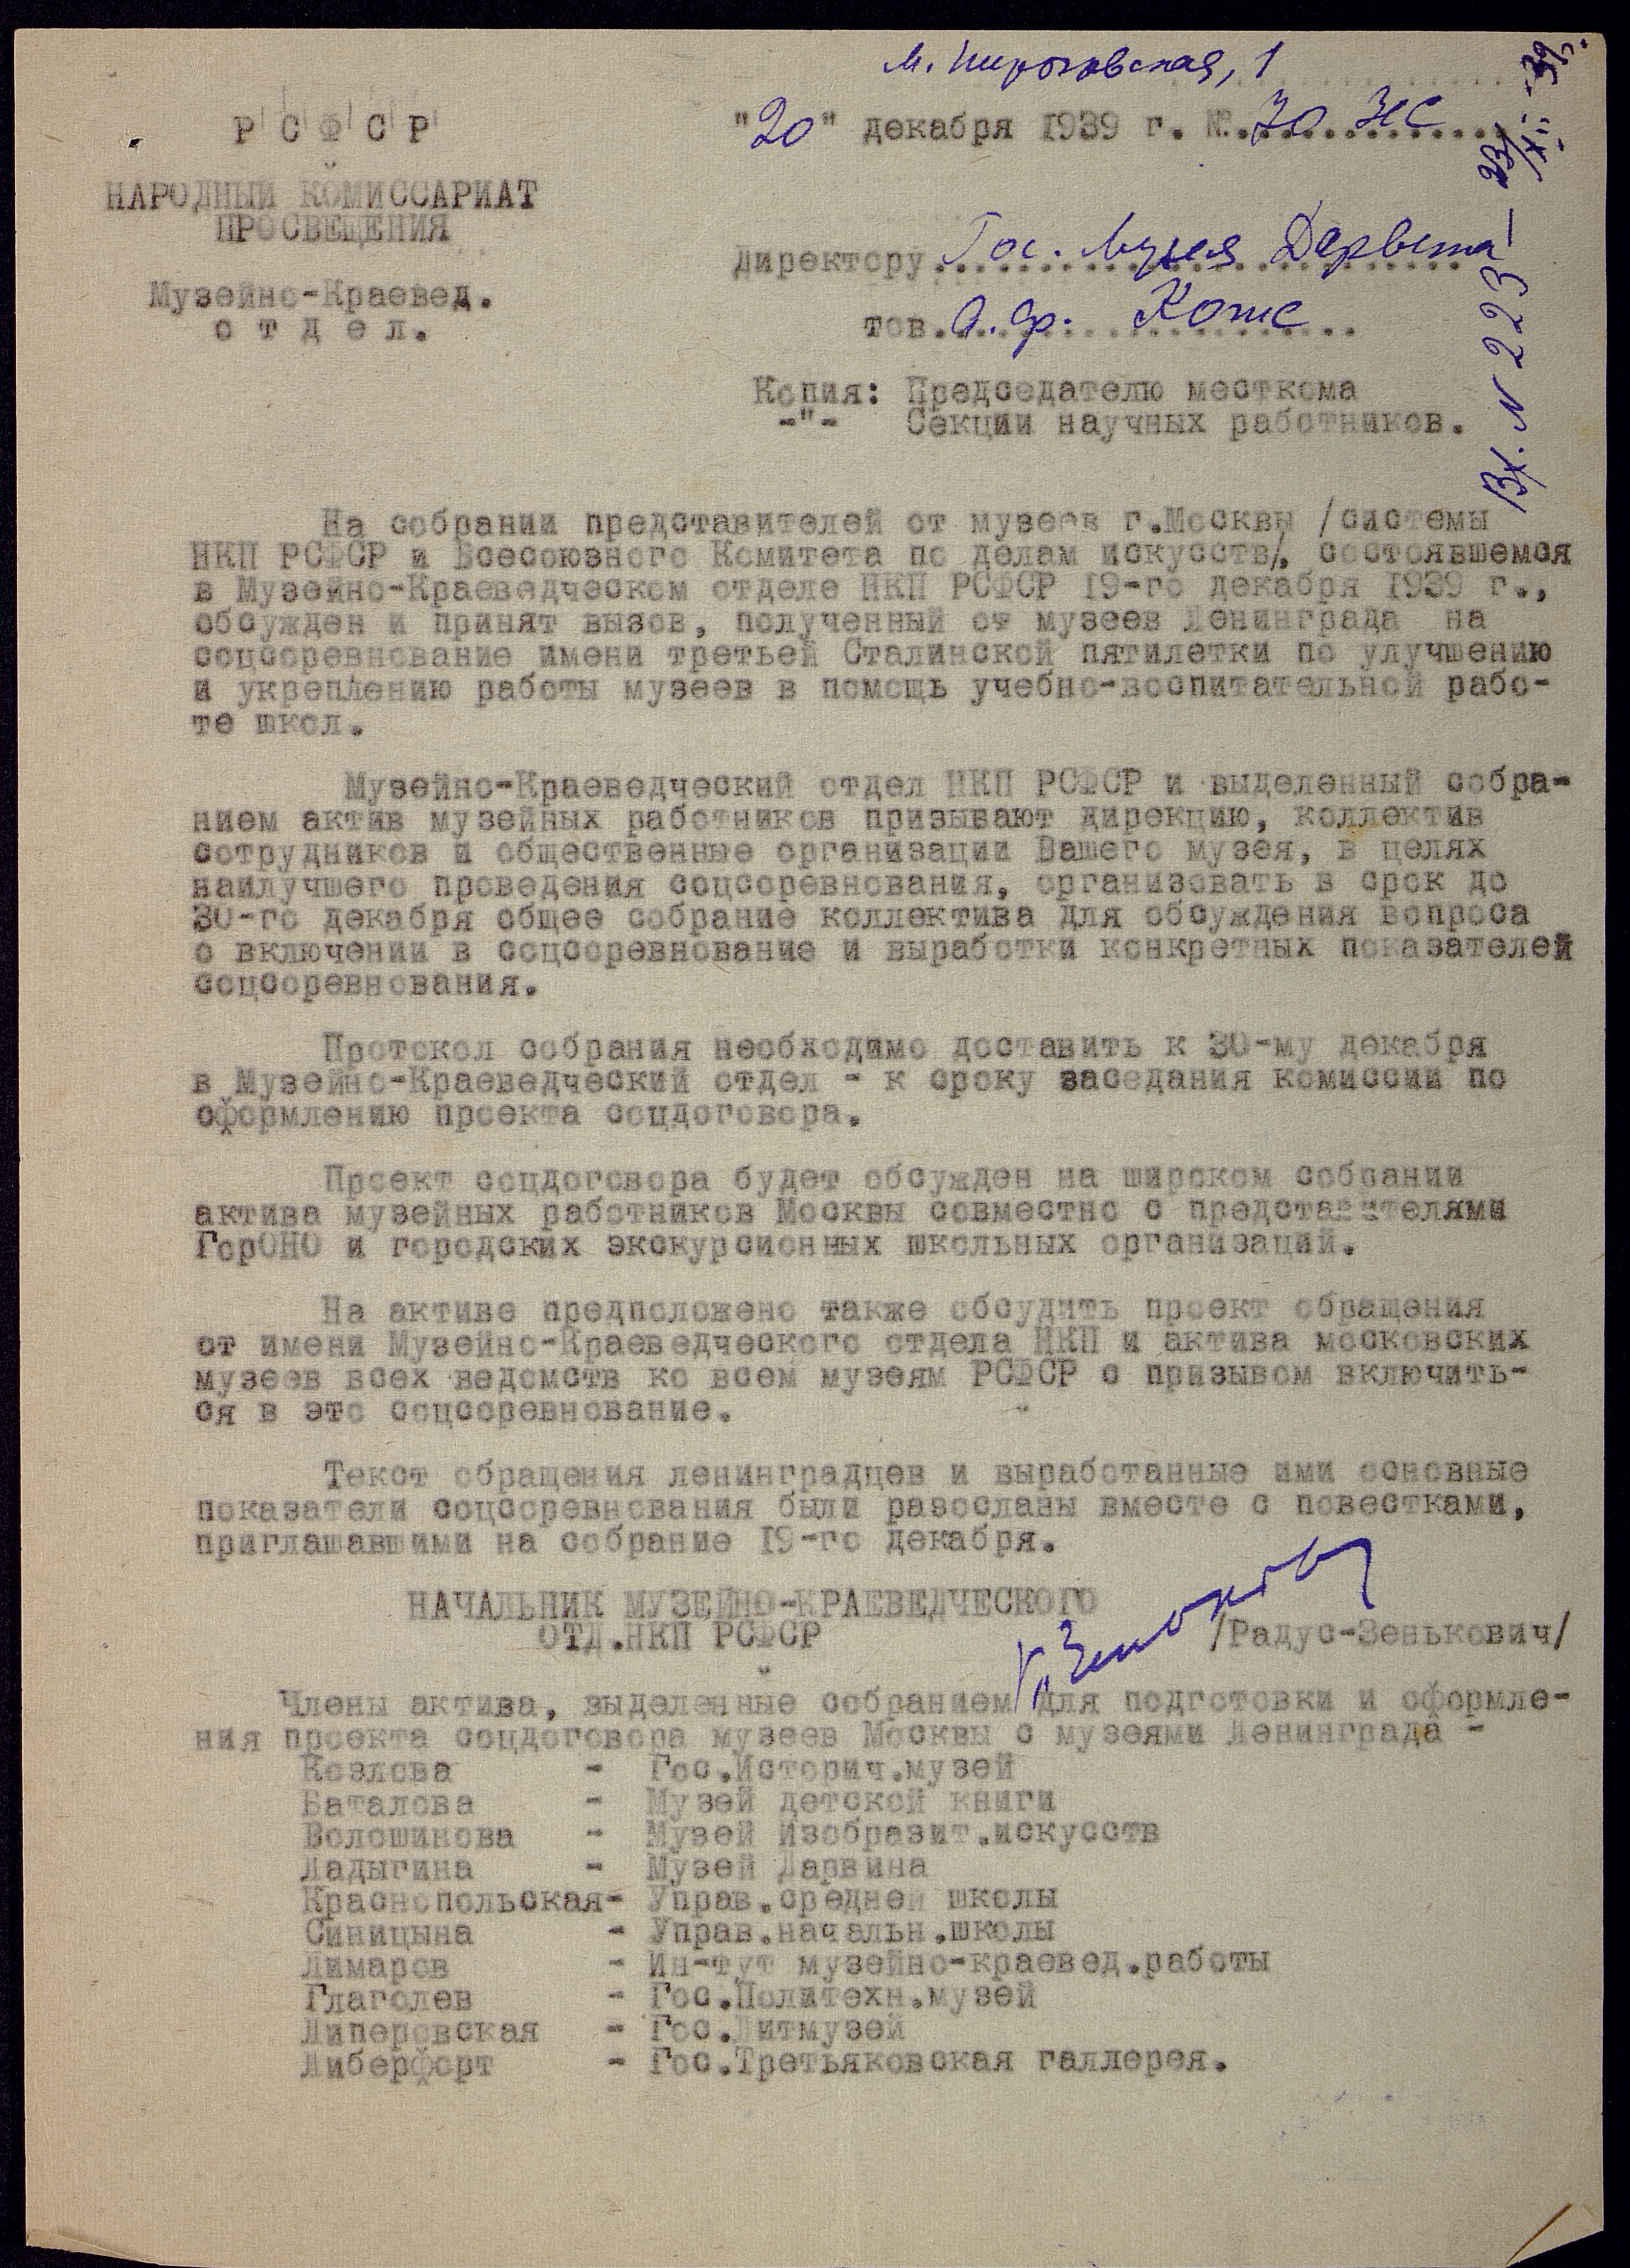 М. Пироговская, 1
Р С Ф С Р
"20" декабря 1939 г. №.70
НАРОДНЫЙ КОМИССАРИАТ
ПРОСВЕЩЕНИЯ
Музейно-Краевед.
о т д е л.
Директору Гос. Музея Дарвина
тов. А. Ф. Котс
Копия: Председателю месткома
-"- Секции научных работников.
Вх. N 223 - 23/XII-39г.
На собрании представителей от музеев г.Москвы /системы
НКП РСФСР и Всесоюзного Комитета по делам искусств/, состоявшемся
в Музейно-Краеведческом отделе НКП РСФСР 19-го декабря 1939 г.,
обсужден и принят вызов, полученный от музеев Ленинграда на
соцсоревнование имени третьей Сталинской пятилетки по улучшению
и укреплению работы музеев в помощь учебно-воспитательной рабо-
те школ.
Музейно-Краеведческий отдел НКП РСФСР и выделенный собра-
нием актив музейных работников призывают дирекцию, коллектив
сотрудников и общественные организации Вашего музея, в целях
наилучшего проведения соцсоревнования, организовать в срок до
30-го декабря общее собрание коллектива для обсуждения вопроса
о включении в соцсоревнование и выработки конкретных показателей
соцсоревнования.
Протокол собрания необходимо доставить к 30-му декабря
в Музейно-Краеведческий отдел - к сроку заседания комиссии по
оформлению проекта соцдоговора.
Проект соцдоговора будет обсужден на широком собрании
актива музейных работников Москвы совместно с представителями
ГорОНО и городских экскурсионных школьных организаций.
На активе предположено также обсудить проект обращения
от имени Музейно-Краеведческого отдела НКП и актива московских
музеев всех ведомств ко всем музеям РСФСР с призывом включить-
ся в это соцсоревнование.
Текст обращения ленинградцев и выработанные ими основные
показатели соцсоревнования были разосланы вместе с повестками,
приглашавшими на собрание 19-го декабря.
НАЧАЛЬНИК МУЗЕЙНО-КРАЕВЕДЧЕСКОГО
ОТД.НКП РСФСР /Радус-Зенькович/
Члены актива, выделенные собранием для подготовки и оформле-
ния проекта соцдоговора музеев Москвы с музеями Ленинграда -
Козлова - Гос.Историч.музей
Баталова - Музей детской книги
Волошинова - Музей Изобразит.искусств
Ладыгина - Музей Дарвина
Краснопольская- Управ.средней школы
Синицына - Управ.начальн.школы
Лимаров - Ин-тут музейно-краевед.работы
Глаголев - Гос.Политехн.музей
Липеровская - Гос.Литмузей
Либерфорт - Гос.Третьяковская галлерея.